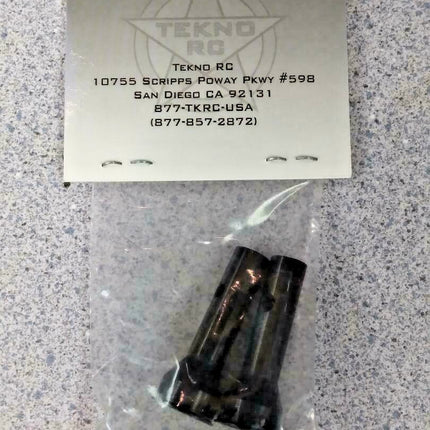 TEKNO
RC
TEKNO RC
10755 SCRIPPS POWAY PKWY #598
SAN DIEGO CA 92131
877-TKRC-USA
(877-857-2872)